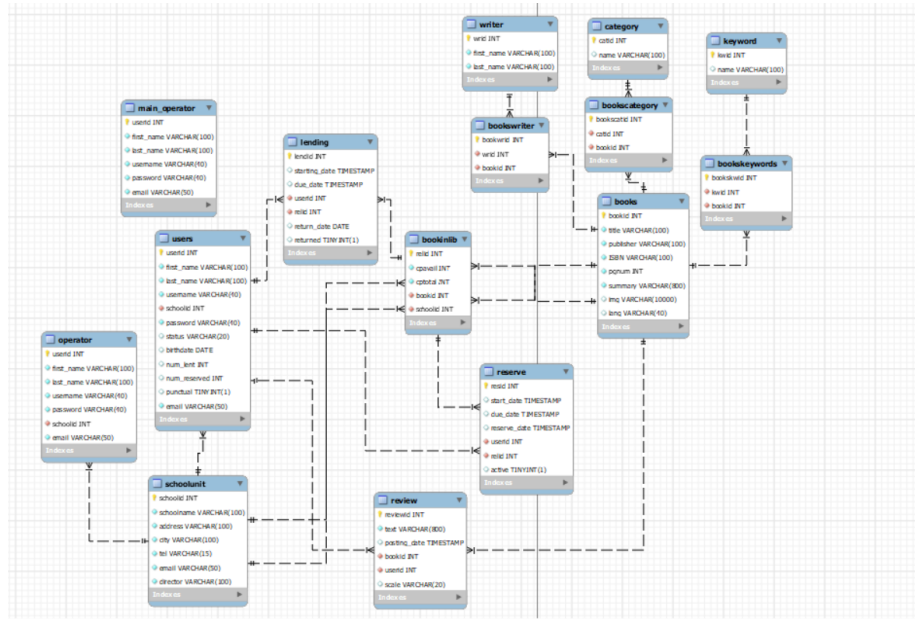 writer
wrid INT
first_name VARCHAR(100)
last_name VARCHAR(100)
Indexes
category
catid INT
name VARCHAR(100)
Indexes
keyword
kwid INT
name VARCHAR(100)
Indexes
main_operator
userid INT
first_name VARCHAR(100)
last_name VARCHAR(100)
username VARCHAR(40)
password VARCHAR(40)
email VARCHAR(50)
Indexes
lending
lendid INT
starting_date TIMESTAMP
due_date TIMESTAMP
userid INT
relid INT
return_date DATE
returned TINYINT(1)
Indexes
bookswriter
bookwrid INT
wrid INT
bookid INT
Indexes
bookscategory
bookscatid INT
catid INT
bookid INT
Indexes
bookskeywords
bookskwid INT
kwid INT
bookid INT
Indexes
users
userid INT
first_name VARCHAR(100)
last_name VARCHAR(100)
username VARCHAR(40)
schoolid INT
password VARCHAR(40)
status VARCHAR(20)
birthdate DATE
num_lent INT
num_reserved INT
punctual TINYINT(1)
email VARCHAR(50)
Indexes
bookinlib
relid INT
cpavail INT
cptotal INT
bookid INT
schoolid INT
Indexes
books
bookid INT
title VARCHAR(100)
publisher VARCHAR(100)
ISBN VARCHAR(100)
pgnum INT
summary VARCHAR(800)
img VARCHAR(10000)
lang VARCHAR(40)
Indexes
operator
userid INT
first_name VARCHAR(100)
last_name VARCHAR(100)
username VARCHAR(40)
password VARCHAR(40)
schoolid INT
email VARCHAR(50)
Indexes
reserve
resid INT
start_date TIMESTAMP
due_date TIMESTAMP
reserve_date TIMESTAMP
userid INT
relid INT
active TINYINT(1)
Indexes
schoolunit
schoolid INT
schoolname VARCHAR(100)
address VARCHAR(100)
city VARCHAR(100)
tel VARCHAR(15)
email VARCHAR(50)
director VARCHAR(100)
Indexes
review
reviewid INT
text VARCHAR(800)
posting_date TIMESTAMP
bookid INT
userid INT
scale VARCHAR(20)
Indexes